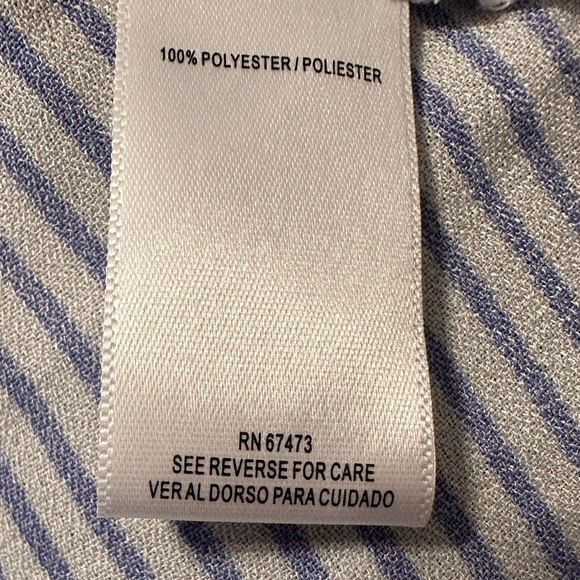 100% POLYESTER / POLIESTER
RN 67473
SEE REVERSE FOR CARE
VER AL DORSO PARA CUIDADO